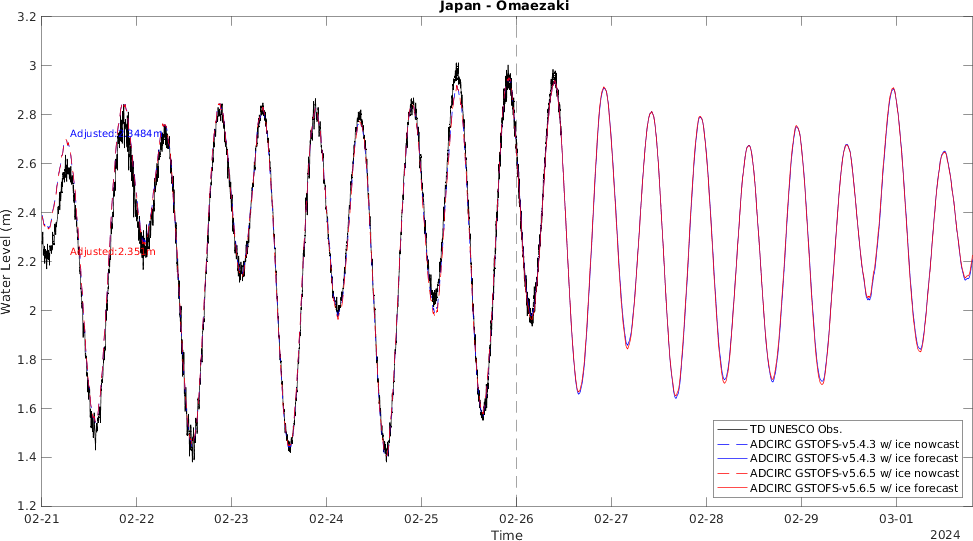 Japan - Omaezaki
3.2
3
2.8
2.6
2.4
2.2
2
1.8
1.6
1.4
1.2
Water Level (m)
Adjusted:2.3484m
TD UNESCO Obs.
ADCIRC GSTOFS-v5.4.3 w/ ice nowcast
ADCIRC GSTOFS-v5.4.3 w/ ice forecast
ADCIRC GSTOFS-v5.6.5 w/ ice nowcast
ADCIRC GSTOFS-v5.6.5 w/ ice forecast
02-21 02-22 02-23 02-24 02-25 02-26 02-27 02-28 02-29 03-01
Time
2024